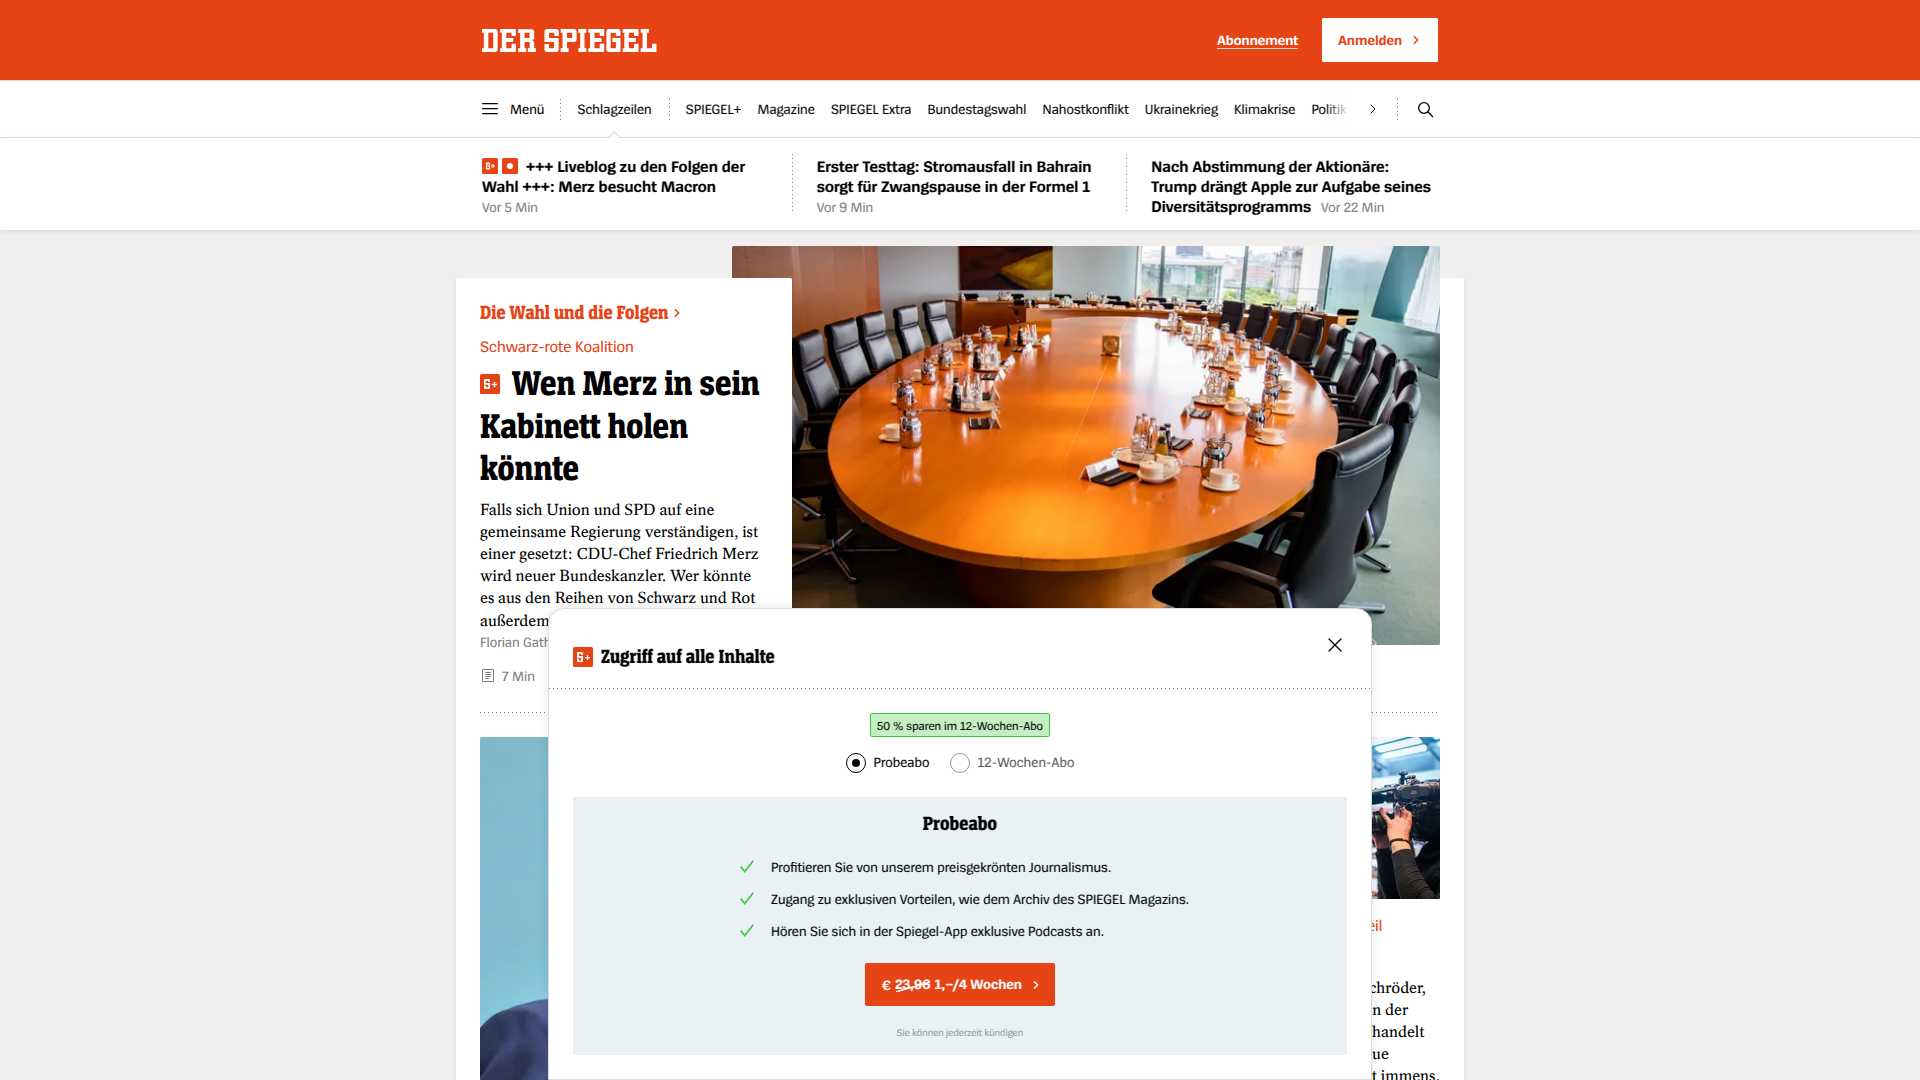 DER SPIEGEL
Abonnement
Anmelden
Menü
Schlagzeilen
SPIEGEL+
Magazine
SPIEGEL Extra
Bundestagswahl
Nahostkonflikt
Ukrainekrieg
Klimakrise
Politik
+++ Liveblog zu den Folgen der
Wahl +++: Merz besucht Macron
Vor 5 Min
Erster Testtag: Stromausfall in Bahrain
sorgt für Zwangspause in der Formel 1
Vor 9 Min
Nach Abstimmung der Aktionäre:
Trump drängt Apple zur Aufgabe seines
Diversitätsprogramms Vor 22 Min
Die Wahl und die Folgen
Schwarz-rote Koalition
Wen Merz in sein
Kabinett holen
könnte
Falls sich Union und SPD auf eine
gemeinsame Regierung verständigen, ist
einer gesetzt: CDU-Chef Friedrich Merz
wird neuer Bundeskanzler. Wer könnte
es aus den Reihen von Schwarz und Rot
außerdem
Florian Gath
7 Min
Zugriff auf alle Inhalte
50 % sparen im 12-Wochen-Abo
Probeabo
12-Wochen-Abo
Probeabo
Profitieren Sie von unserem preisgekrönten Journalismus.
Zugang zu exklusiven Vorteilen, wie dem Archiv des SPIEGEL Magazins.
Hören Sie sich in der Spiegel-App exklusive Podcasts an.
€ 23,96 1,–/4 Wochen
Sie können jederzeit kündigen
eil
chröder,
n der
handelt
ue
t immens.